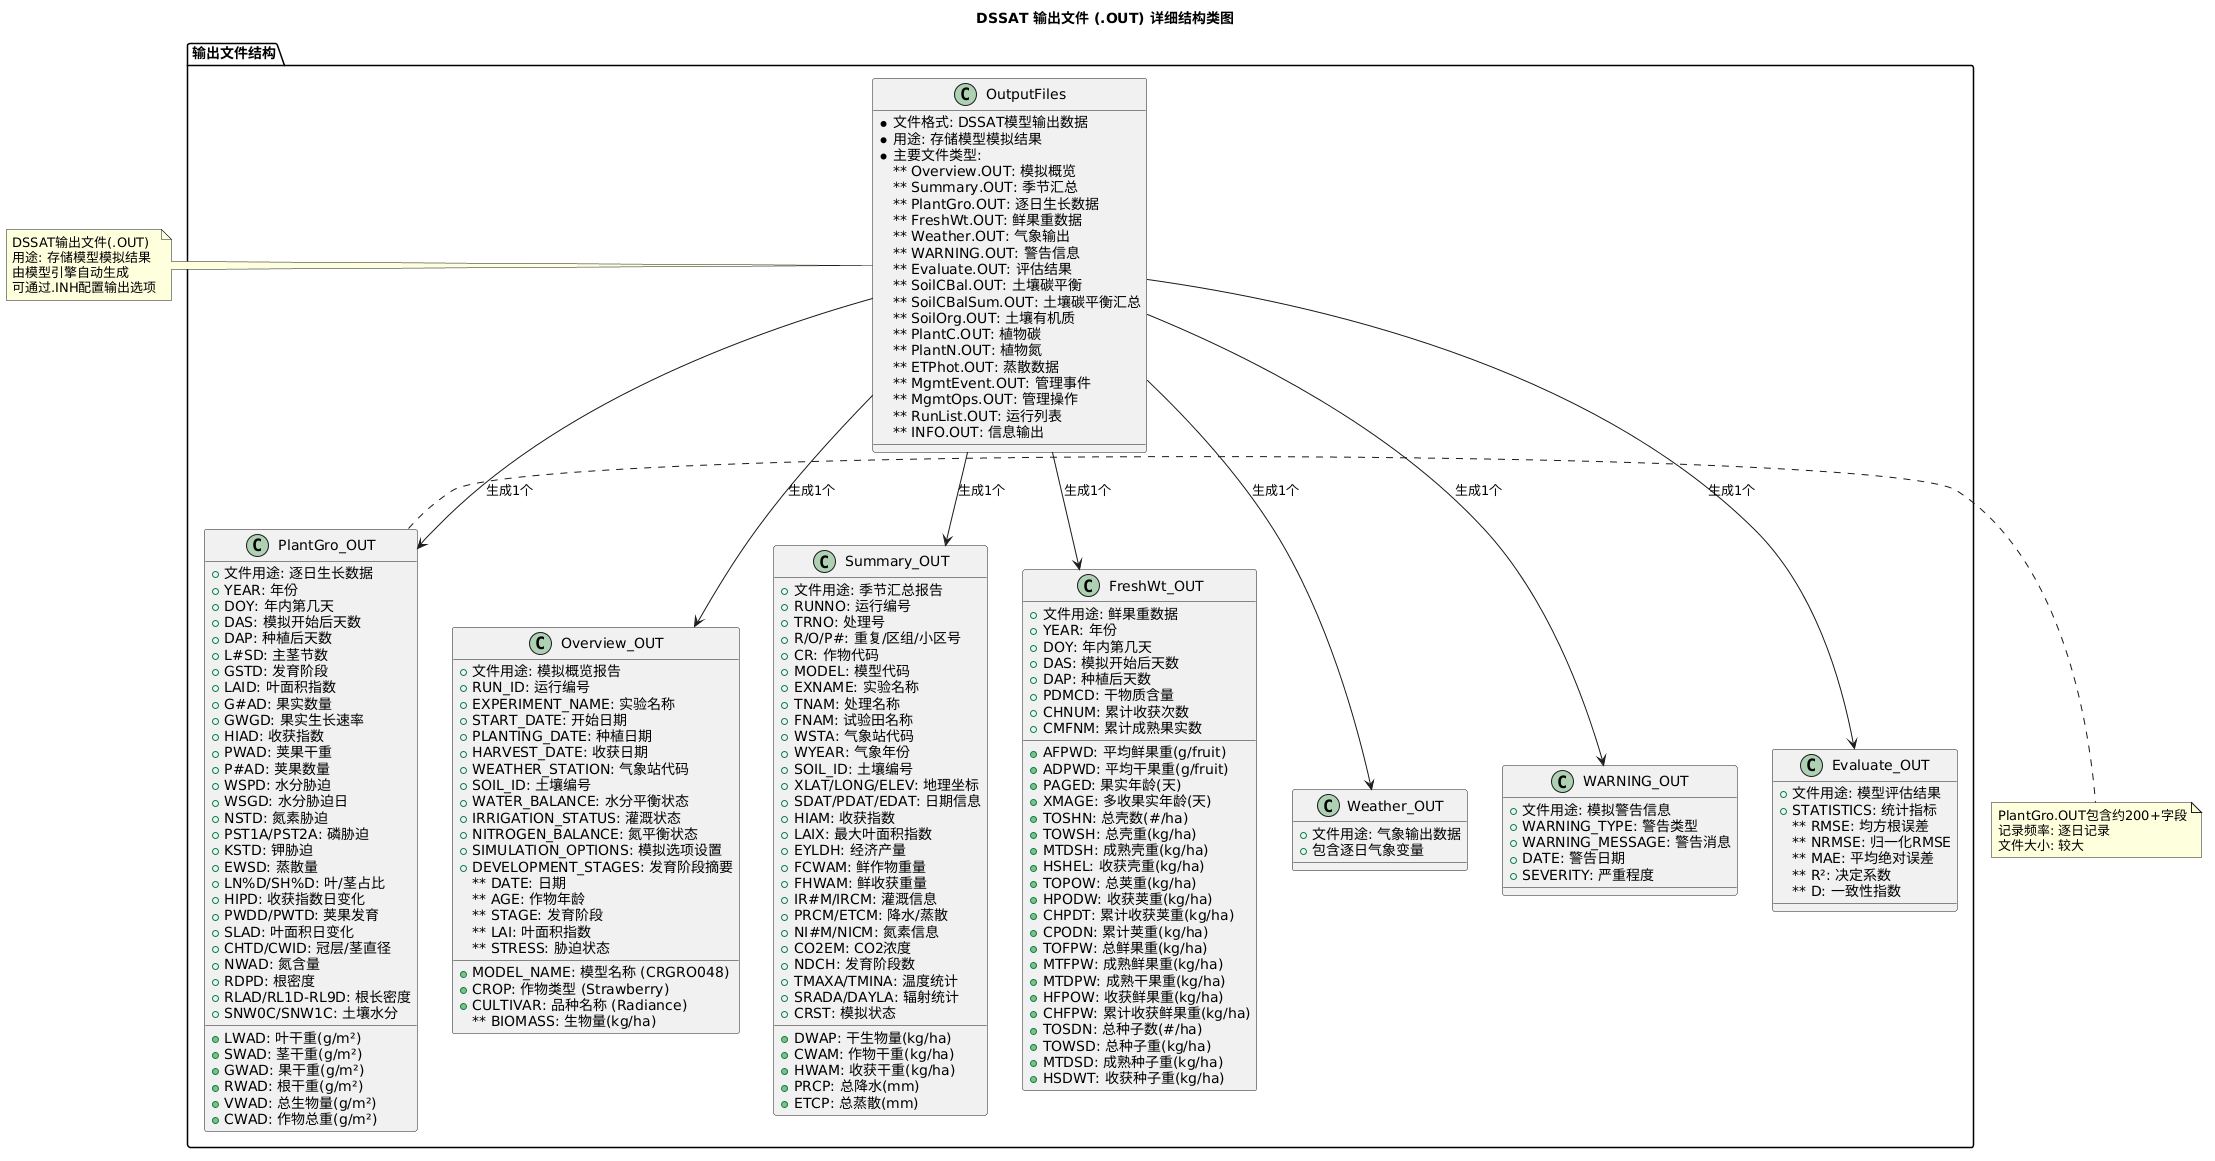 DSSAT 输出文件 (.OUT) 详细结构类图
输出文件结构
OutputFiles
文件格式: DSSAT模型输出数据
用途: 存储模型模拟结果
主要文件类型:
** Overview.OUT: 模拟概览
** Summary.OUT: 季节汇总
** PlantGro.OUT: 逐日生长数据
** FreshWt.OUT: 鲜果重数据
** Weather.OUT: 气象输出
** WARNING.OUT: 警告信息
** Evaluate.OUT: 评估结果
** SoilCBal.OUT: 土壤碳平衡
** SoilCBalSum.OUT: 土壤碳平衡汇总
** SoilOrg.OUT: 土壤有机质
** PlantC.OUT: 植物碳
** PlantN.OUT: 植物氮
** ETPhot.OUT: 蒸散数据
** MgmtEvent.OUT: 管理事件
** MgmtOps.OUT: 管理操作
** RunList.OUT: 运行列表
** INFO.OUT: 信息输出
DSSAT输出文件(.OUT)
用途: 存储模型模拟结果
由模型引擎自动生成
可通过.INH配置输出选项
生成1个
生成1个
生成1个
生成1个
生成1个
生成1个
生成1个
PlantGro_OUT
文件用途: 逐日生长数据
YEAR: 年份
DOY: 年内第几天
DAS: 模拟开始后天数
DAP: 种植后天数
L#SD: 主茎节数
GSTD: 发育阶段
LAID: 叶面积指数
G#AD: 果实数量
GWGD: 果实生长速率
HIAD: 收获指数
PWAD: 荚果干重
P#AD: 荚果数量
WSPD: 水分胁迫
WSGD: 水分胁迫日
NSTD: 氮素胁迫
PST1A/PST2A: 磷胁迫
KSTD: 钾胁迫
EWSD: 蒸散量
LN%D/SH%D: 叶/茎占比
HIPD: 收获指数日变化
PWDD/PWTD: 荚果发育
SLAD: 叶面积日变化
CHTD/CWID: 冠层/茎直径
NWAD: 氮含量
RDPD: 根密度
RLAD/RL1D-RL9D: 根长密度
SNW0C/SNW1C: 土壤水分
LWAD: 叶干重(g/m²)
SWAD: 茎干重(g/m²)
GWAD: 果干重(g/m²)
RWAD: 根干重(g/m²)
VWAD: 总生物量(g/m²)
CWAD: 作物总重(g/m²)
Overview_OUT
文件用途: 模拟概览报告
RUN_ID: 运行编号
EXPERIMENT_NAME: 实验名称
START_DATE: 开始日期
PLANTING_DATE: 种植日期
HARVEST_DATE: 收获日期
WEATHER_STATION: 气象站代码
SOIL_ID: 土壤编号
WATER_BALANCE: 水分平衡状态
IRRIGATION_STATUS: 灌溉状态
NITROGEN_BALANCE: 氮平衡状态
SIMULATION_OPTIONS: 模拟选项设置
DEVELOPMENT_STAGES: 发育阶段摘要
** DATE: 日期
** AGE: 作物年龄
** STAGE: 发育阶段
** LAI: 叶面积指数
** STRESS: 胁迫状态
MODEL_NAME: 模型名称 (CRGRO048)
CROP: 作物类型 (Strawberry)
CULTIVAR: 品种名称 (Radiance)
** BIOMASS: 生物量(kg/ha)
Summary_OUT
文件用途: 季节汇总报告
RUNNO: 运行编号
TRNO: 处理号
R/O/P#: 重复/区组/小区号
CR: 作物代码
MODEL: 模型代码
EXNAME: 实验名称
TNAM: 处理名称
FNAM: 试验田名称
WSTA: 气象站代码
WYEAR: 气象年份
SOIL_ID: 土壤编号
XLAT/LONG/ELEV: 地理坐标
SDAT/PDAT/EDAT: 日期信息
HIAM: 收获指数
LAIX: 最大叶面积指数
EYLDH: 经济产量
FCWAM: 鲜作物重量
FHWAM: 鲜收获重量
IR#M/IRCM: 灌溉信息
PRCM/ETCM: 降水/蒸散
NI#M/NICM: 氮素信息
CO2EM: CO2浓度
NDCH: 发育阶段数
TMAXA/TMINA: 温度统计
SRADA/DAYLA: 辐射统计
CRST: 模拟状态
DWAP: 干生物量(kg/ha)
CWAM: 作物干重(kg/ha)
HWAM: 收获干重(kg/ha)
PRCP: 总降水(mm)
ETCP: 总蒸散(mm)
FreshWt_OUT
文件用途: 鲜果重数据
YEAR: 年份
DOY: 年内第几天
DAS: 模拟开始后天数
DAP: 种植后天数
PDMCD: 干物质含量
CHNUM: 累计收获次数
CMFNM: 累计成熟果实数
AFPWD: 平均鲜果重(g/fruit)
ADPWD: 平均干果重(g/fruit)
PAGED: 果实年龄(天)
XMAGE: 多收果实年龄(天)
TOSHN: 总壳数(#/ha)
TOWSH: 总壳重(kg/ha)
MTDSH: 成熟壳重(kg/ha)
HSHEL: 收获壳重(kg/ha)
TOPOW: 总荚重(kg/ha)
HPODW: 收获荚重(kg/ha)
CHPDT: 累计收获荚重(kg/ha)
CPODN: 累计荚重(kg/ha)
TOFPW: 总鲜果重(kg/ha)
MTFPW: 成熟鲜果重(kg/ha)
MTDPW: 成熟干果重(kg/ha)
HFPOW: 收获鲜果重(kg/ha)
CHFPW: 累计收获鲜果重(kg/ha)
TOSDN: 总种子数(#/ha)
TOWSD: 总种子重(kg/ha)
MTDSD: 成熟种子重(kg/ha)
HSDWT: 收获种子重(kg/ha)
Weather_OUT
文件用途: 气象输出数据
包含逐日气象变量
WARNING_OUT
文件用途: 模拟警告信息
WARNING_TYPE: 警告类型
WARNING_MESSAGE: 警告消息
DATE: 警告日期
SEVERITY: 严重程度
Evaluate_OUT
文件用途: 模型评估结果
STATISTICS: 统计指标
** RMSE: 均方根误差
** NRMSE: 归一化RMSE
** MAE: 平均绝对误差
** R²: 决定系数
** D: 一致性指数
PlantGro.OUT包含约200+字段
记录频率: 逐日记录
文件大小: 较大